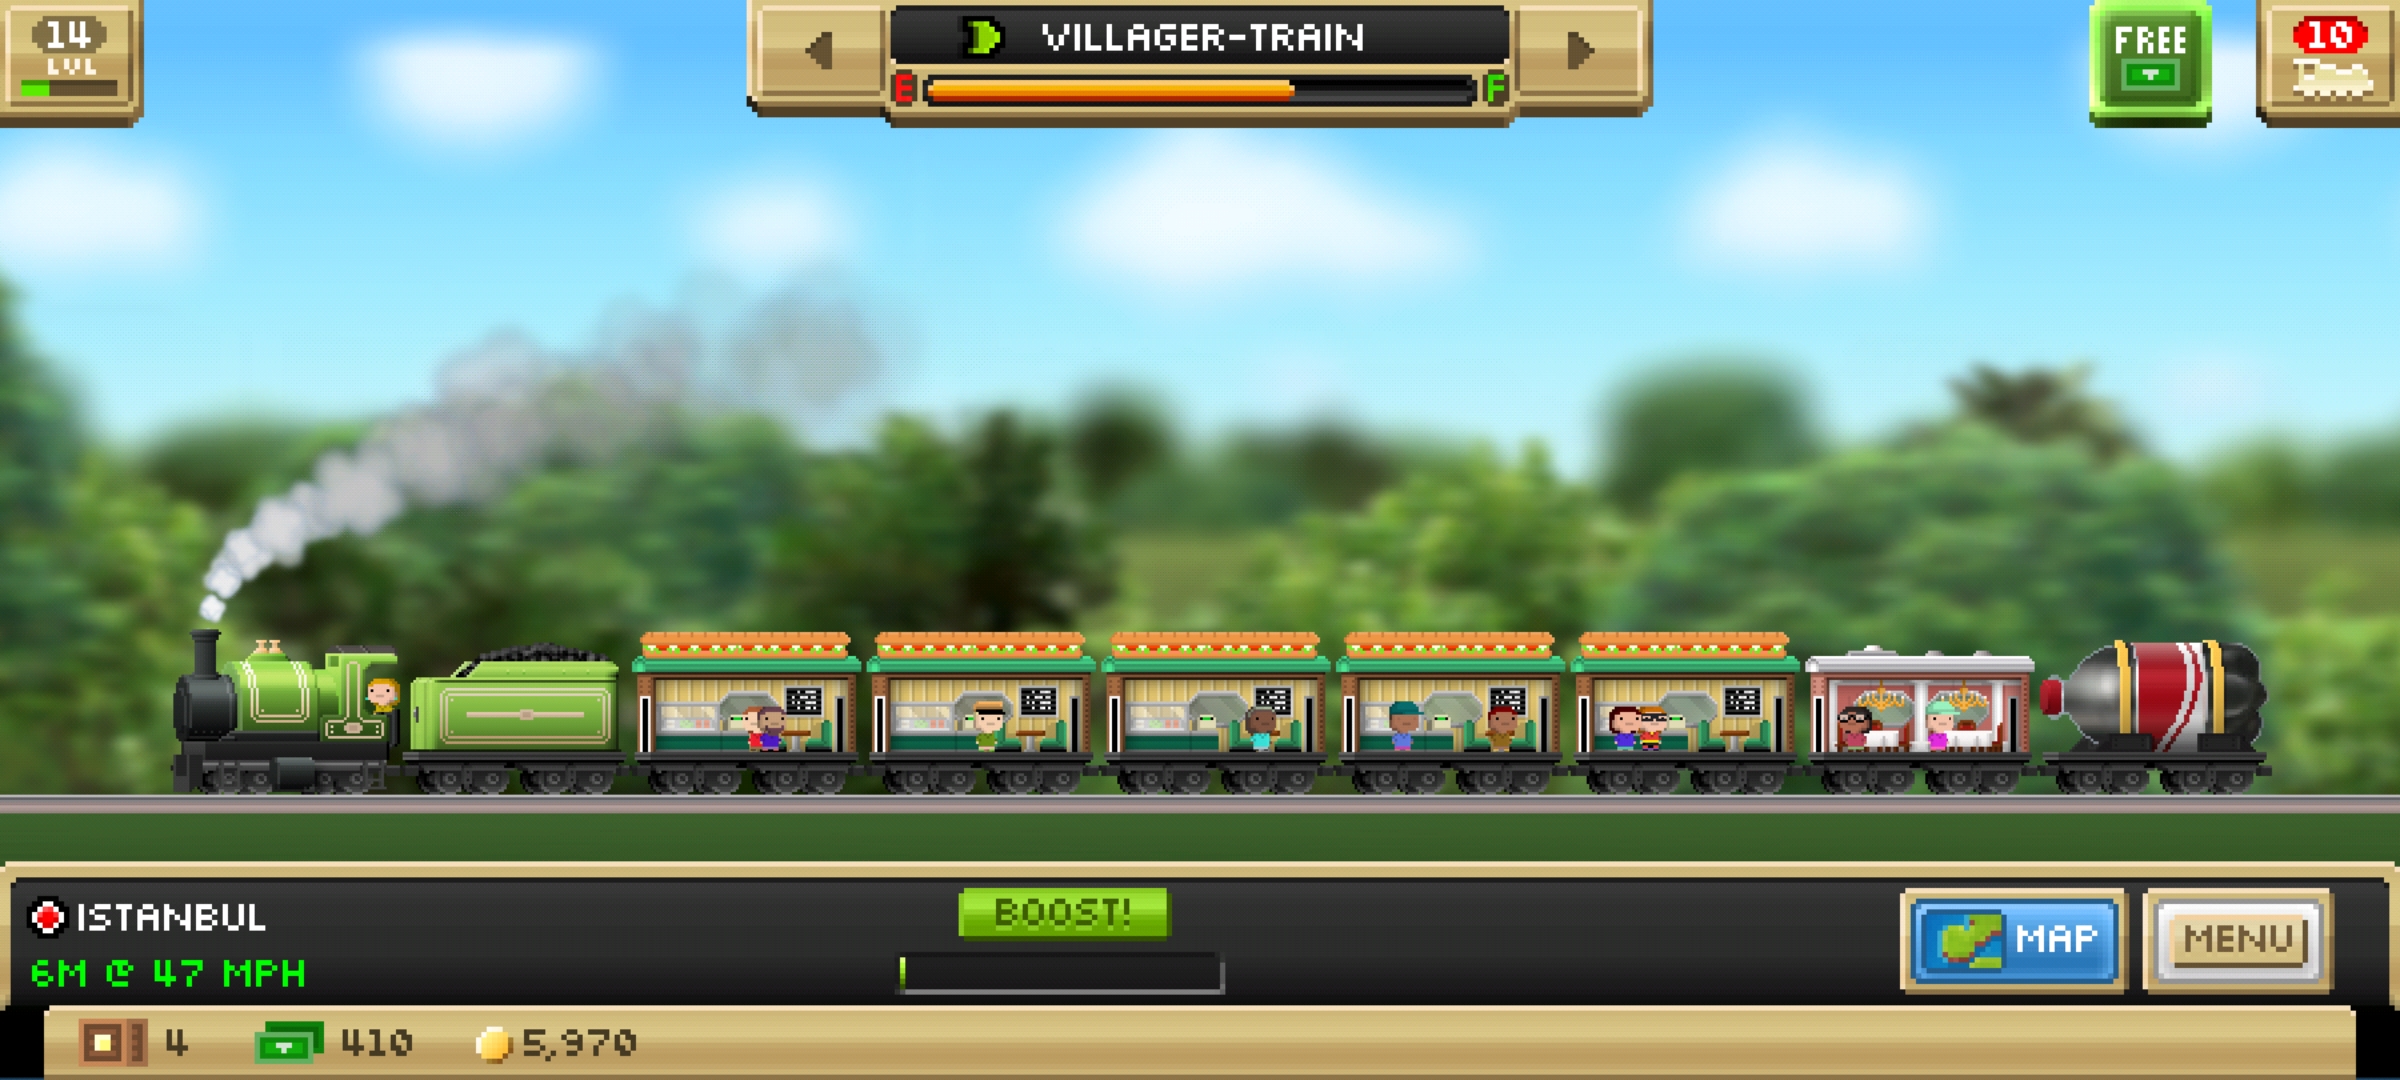 14
LVL
VILLAGER-TRAIN
E F
FREE
10
ISTANBUL
6M @ 47 MPH
BOOST!
MAP
MENU
4
410
5,970